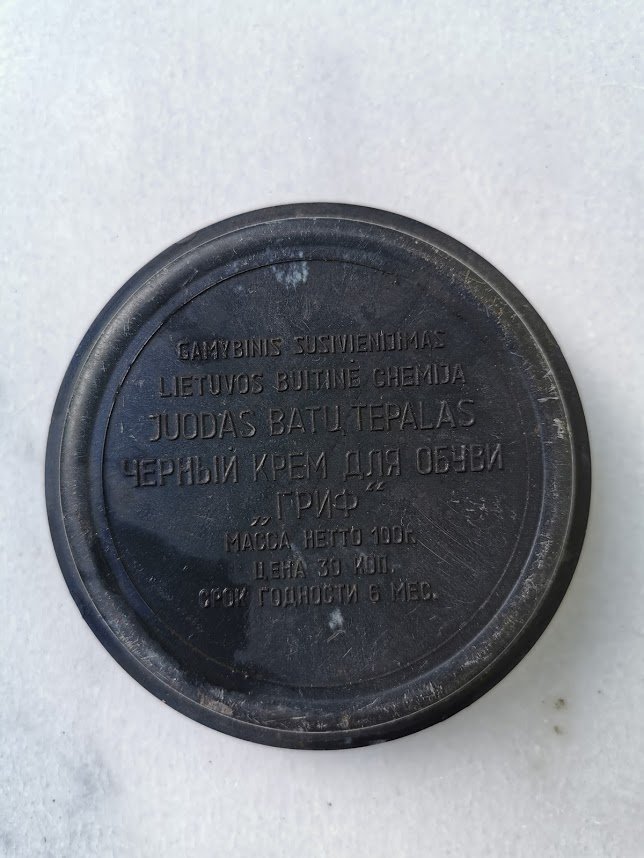 GAMYBINIS SUSIVIENIJIMAS
LIETUVOS BUITINĖ CHEMIJA
JUODAS BATŲ TEPALAS
ЧЕРНЫЙ КРЕМ ДЛЯ ОБУВИ
„ГРИФ“
МАССА НЕТТО 100г.
ЦЕНА 30 КОП.
СРОК ГОДНОСТИ 6 МЕС.